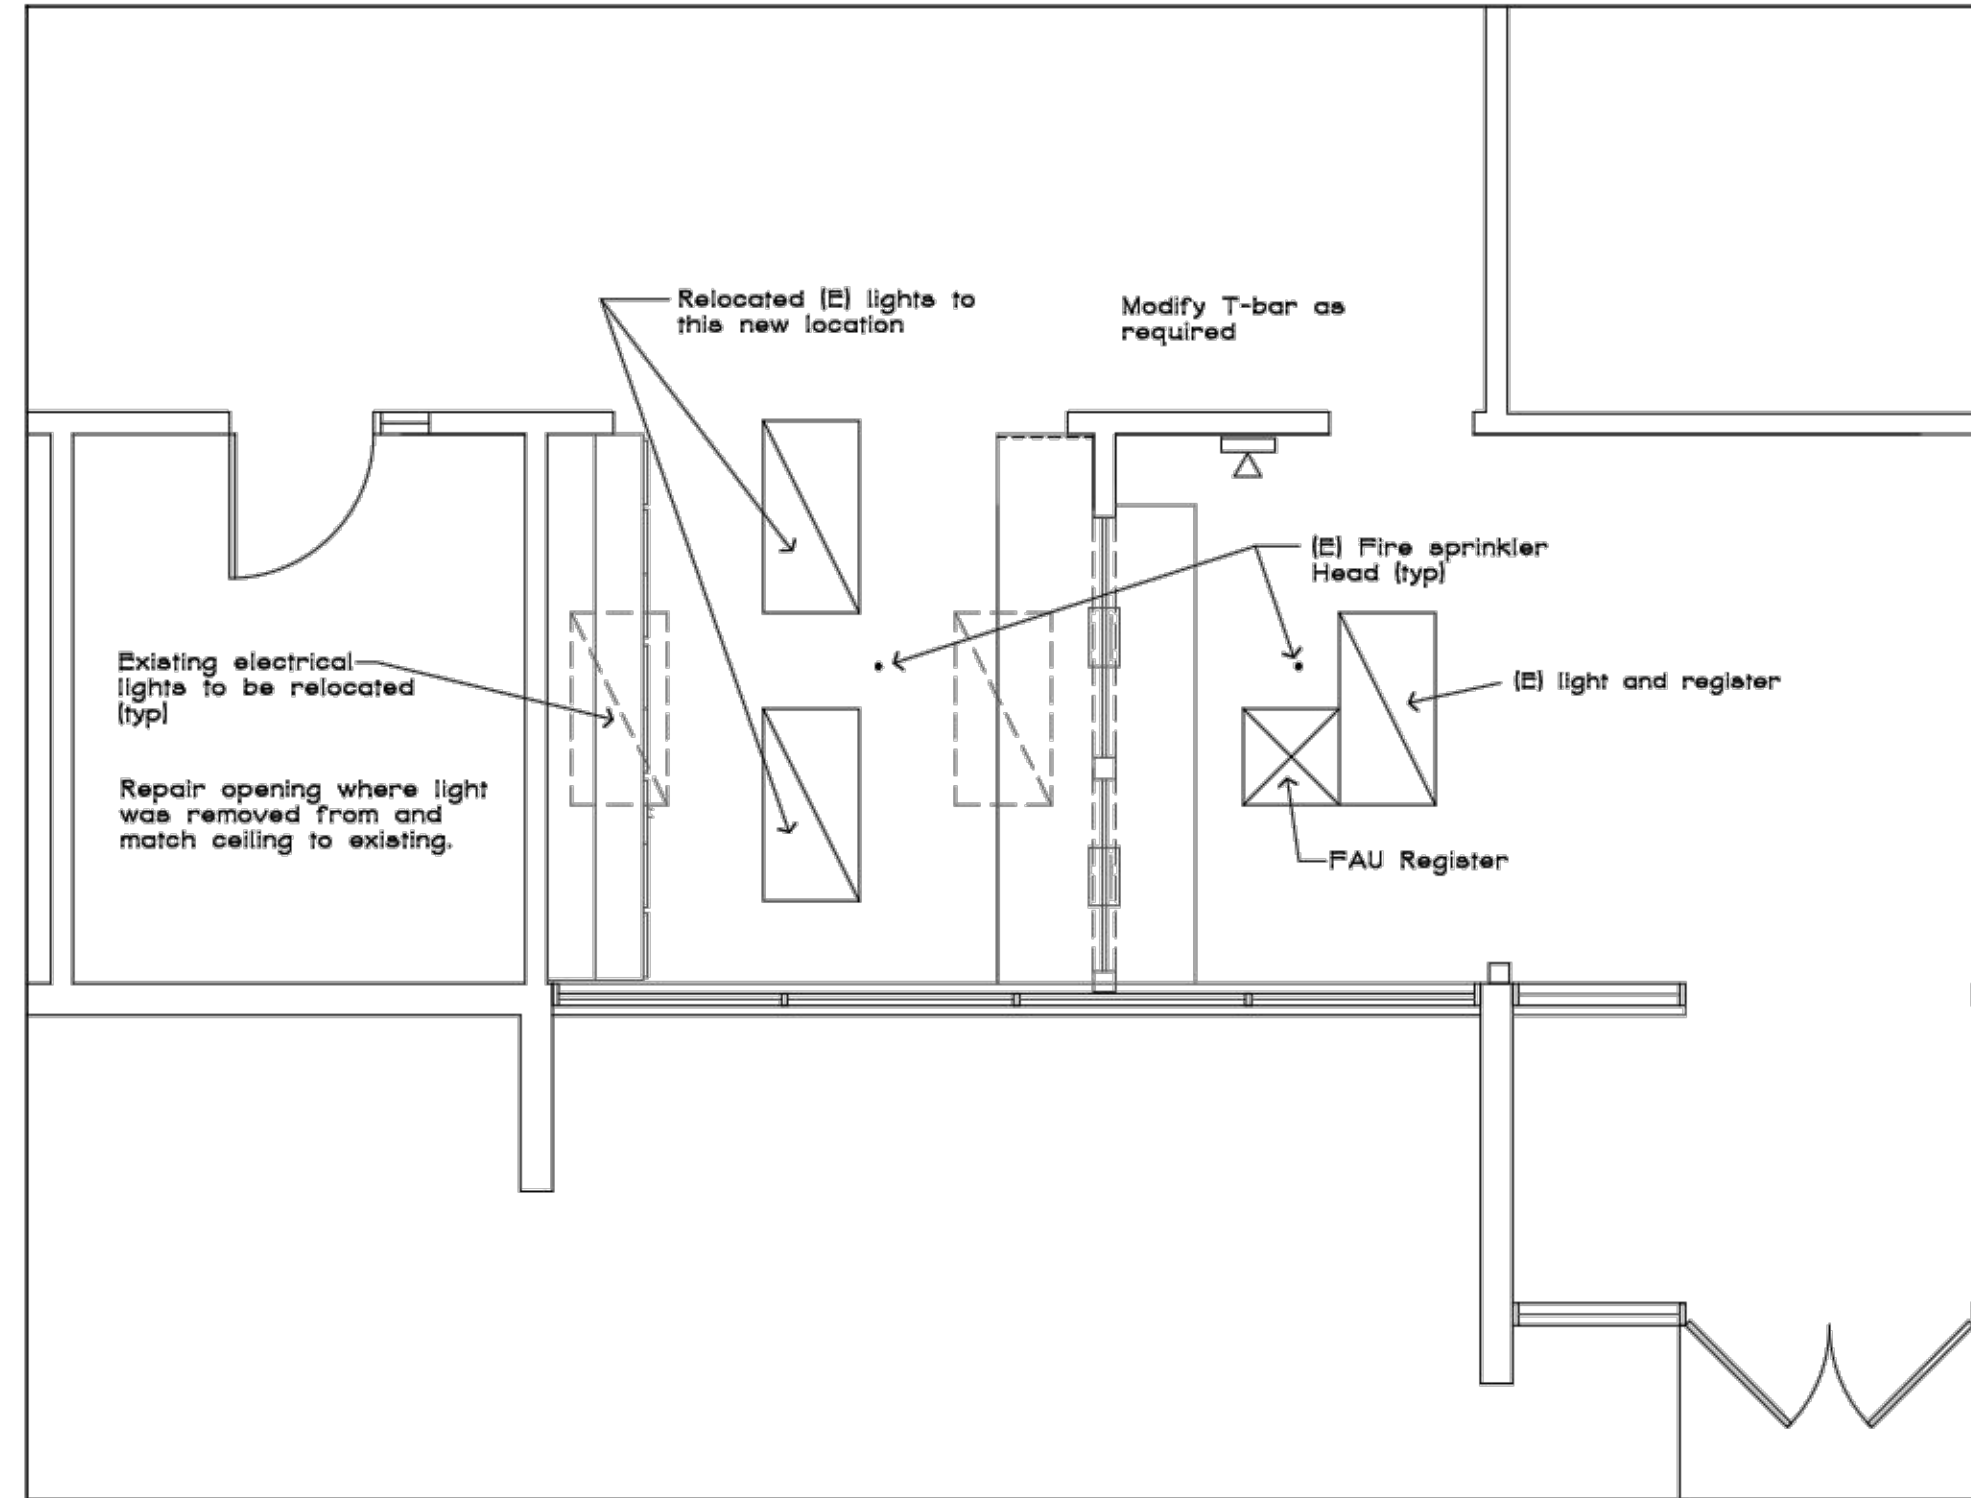 Relocated (E) lights to
this new location
Modify T-bar as
required
(E) Fire sprinkler
Head (typ)
Existing electrical
lights to be relocated
(typ)
(E) light and register
Repair opening where light
was removed from and
match ceiling to existing.
FAU Register